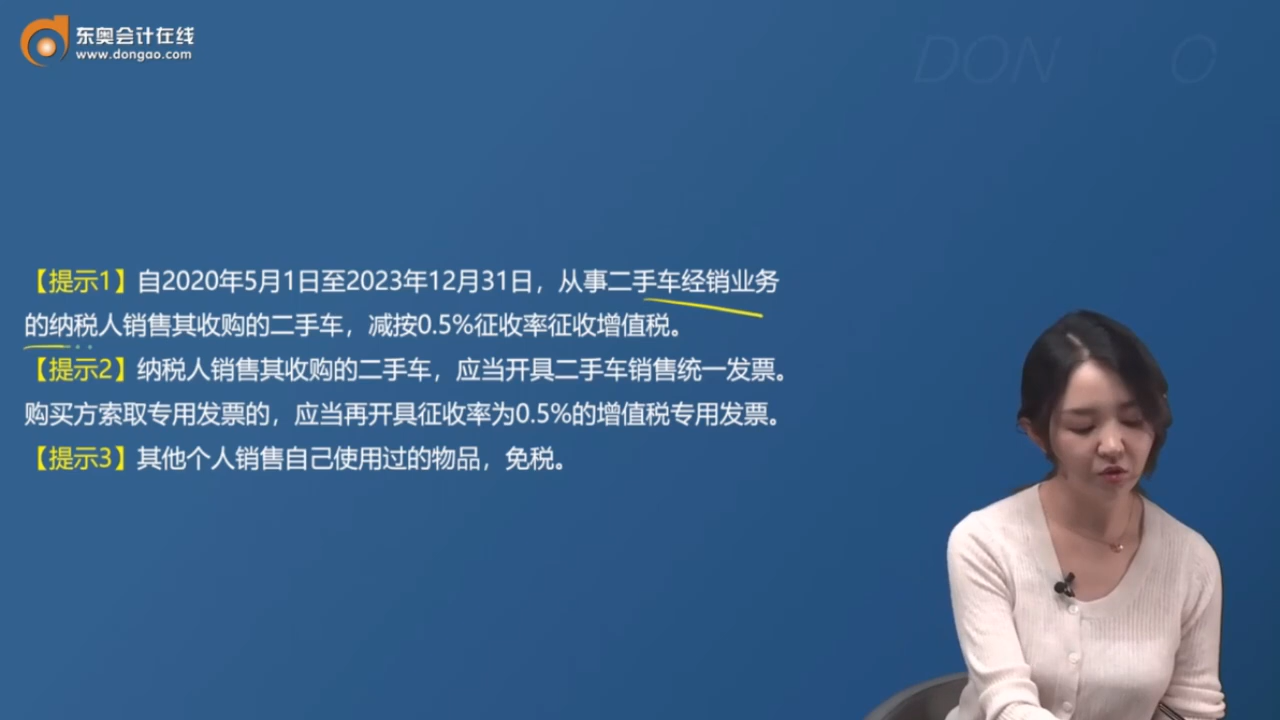 东奥会计在线
www.dongao.com
DON O
【提示1】自2020年5月1日至2023年12月31日，从事二手车经销业务
的纳税人销售其收购的二手车，减按0.5%征收率征收增值税。
【提示2】纳税人销售其收购的二手车，应当开具二手车销售统一发票。
购买方索取专用发票的，应当再开具征收率为0.5%的增值税专用发票。
【提示3】其他个人销售自己使用过的物品，免税。